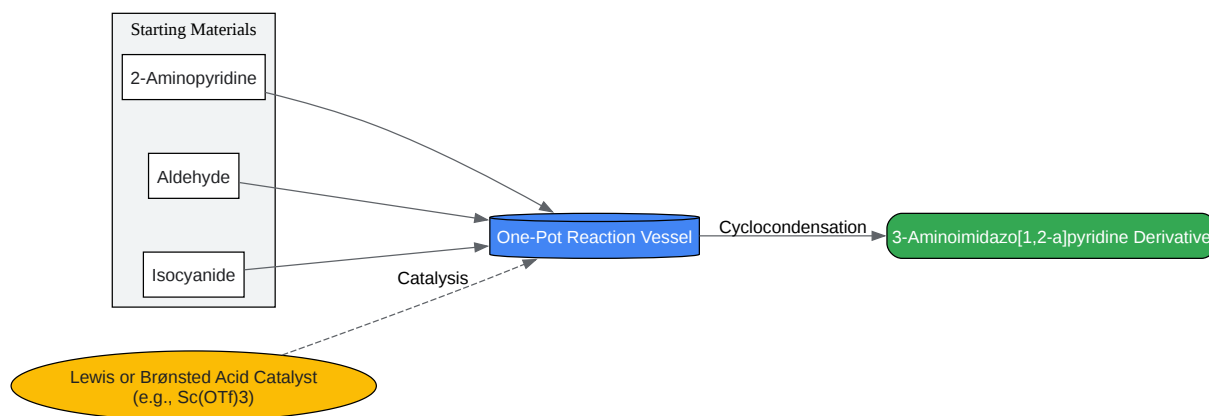 Starting Materials
2-Aminopyridine
Aldehyde
Isocyanide
Catalysis
One-Pot Reaction Vessel
Cyclocondensation
3-Aminoimidazo[1,2-a]pyridine Derivative
Lewis or Brønsted Acid Catalyst
(e.g., Sc(OTf)3)